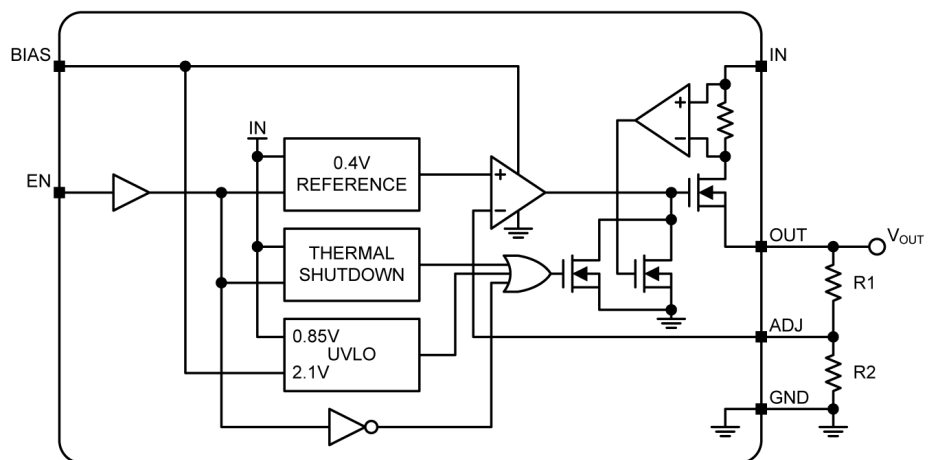 BIAS
IN
IN
EN
0.4V
REFERENCE
+
−
+
−
THERMAL
SHUTDOWN
OUT
VOUT
R1
0.85V
UVLO
2.1V
ADJ
R2
GND